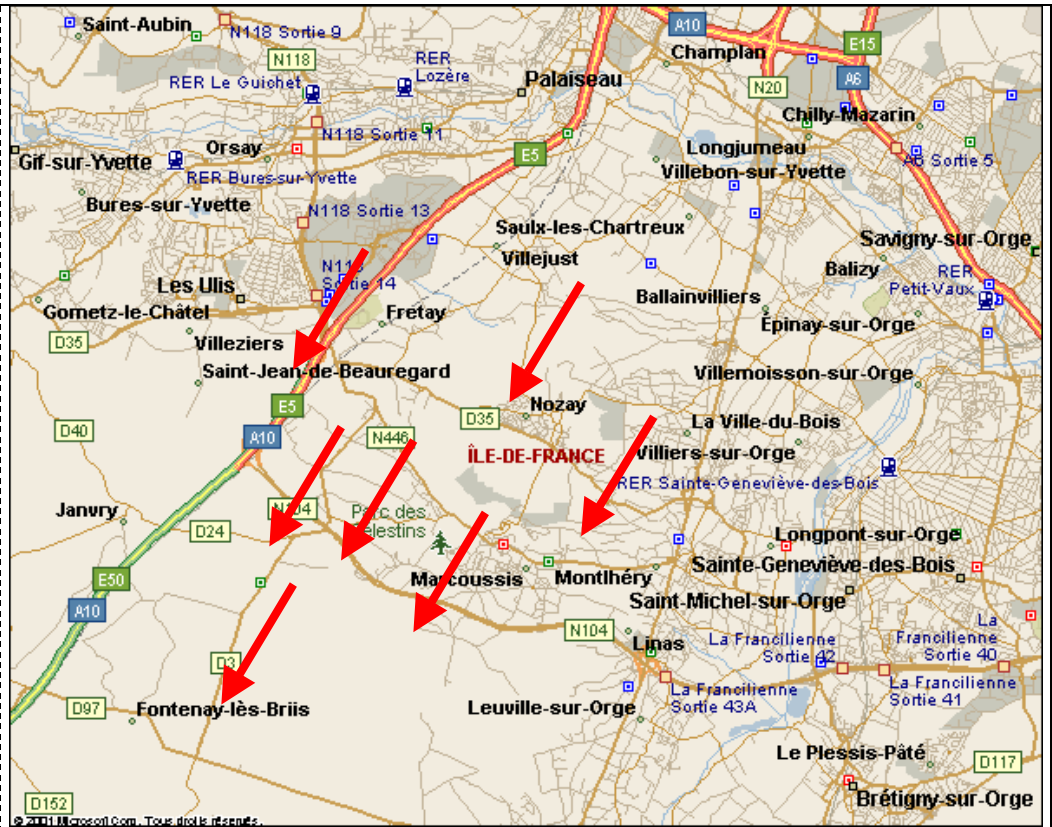 Saint-Aubin
N118 Sortie 9
A10
Champlan
E15
N118
RER
Lozère
Palaiseau
RER Le Guichet
A6
N20
Chilly-Mazarin
N118 Sortie 11
Orsay
E5
Longjumeau
A6 Sortie 5
Gif-sur-Yvette
RER Bures-sur-Yvette
Villebon-sur-Yvette
Bures-sur-Yvette
N118 Sortie 13
Saulx-les-Chartreux
Savigny-sur-Orge
Villejust
Balizy
RER
Petit-Vaux
N118
Sortie 14
Les Ulis
Ballainvilliers
Gometz-le-Châtel
Fretay
Epinay-sur-Orge
D35
Villeziers
Saint-Jean-de-Beauregard
Villemoisson-sur-Orge
E5
Nozay
D35
La Ville-du-Bois
D40
A10
N446
ÎLE-DE-FRANCE
Villiers-sur-Orge
RER Sainte-Geneviève-des-Bois
Janvry
N104
Parc des
Célestins
D24
Longpont-sur-Orge
Sainte-Geneviève-des-Bois
E50
Marcoussis
Montlhéry
A10
Saint-Michel-sur-Orge
N104
Linas
La Francilienne
Sortie 42
La
Francilienne
Sortie 40
D3
La Francilienne
Sortie 43A
La Francilienne
Sortie 41
D97
Fontenay-lès-Briis
Leuville-sur-Orge
Le Plessis-Pâté
D117
D152
Brétigny-sur-Orge
© 2001 Microsoft Corp. Tous droits réservés.